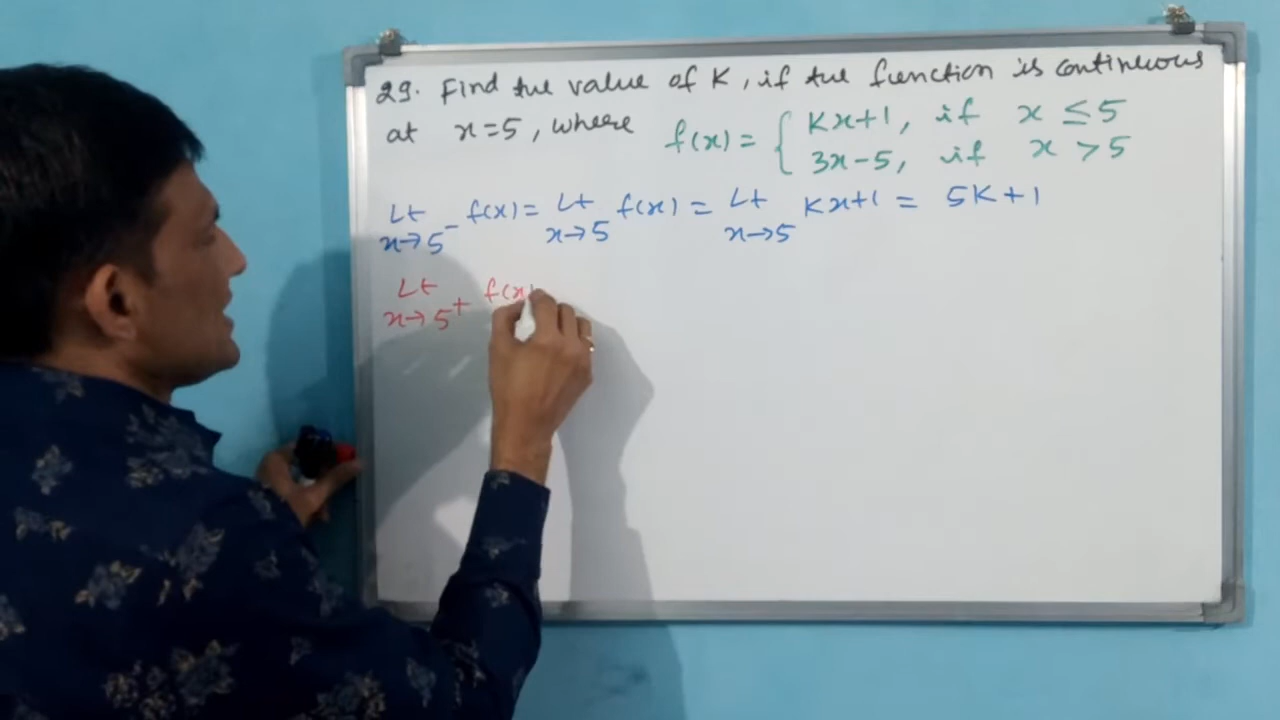 29. Find the value of K, if the function is continuous
at x=5, where f(x) = { Kx+1, if x ≤ 5
3x-5, if x > 5
Lt x→5⁻ f(x) = Lt x→5 f(x) = Lt x→5 Kx+1 = 5K+1
Lt x→5+ f(x)